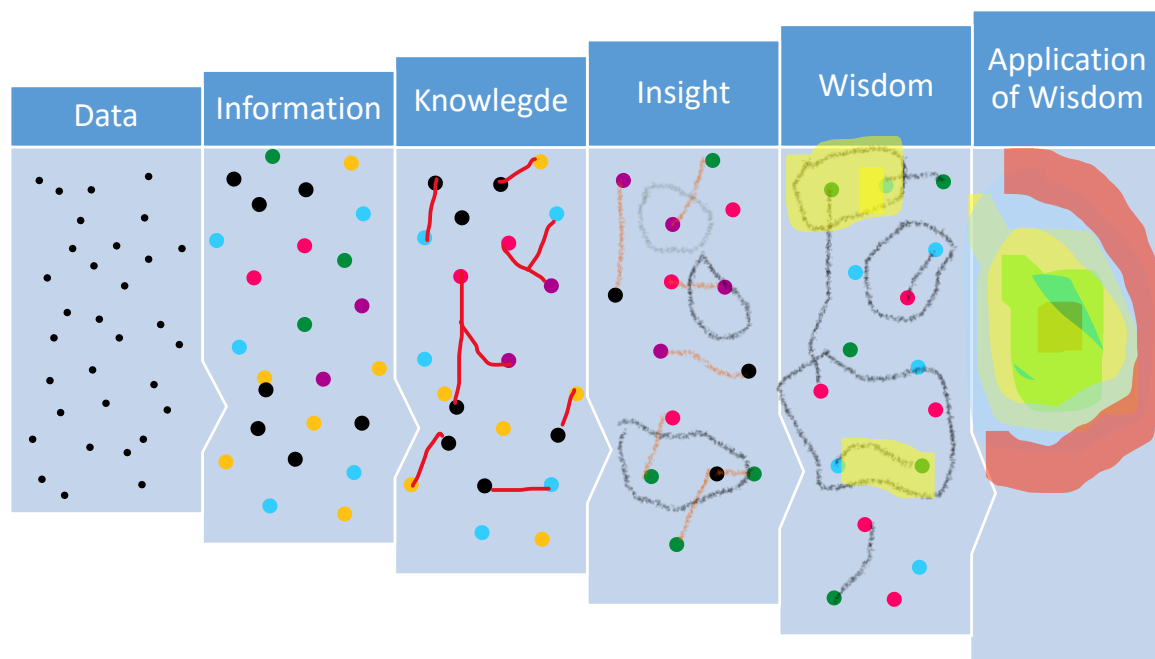 Data
Information
Knowlegde
Insight
Wisdom
Application
of Wisdom